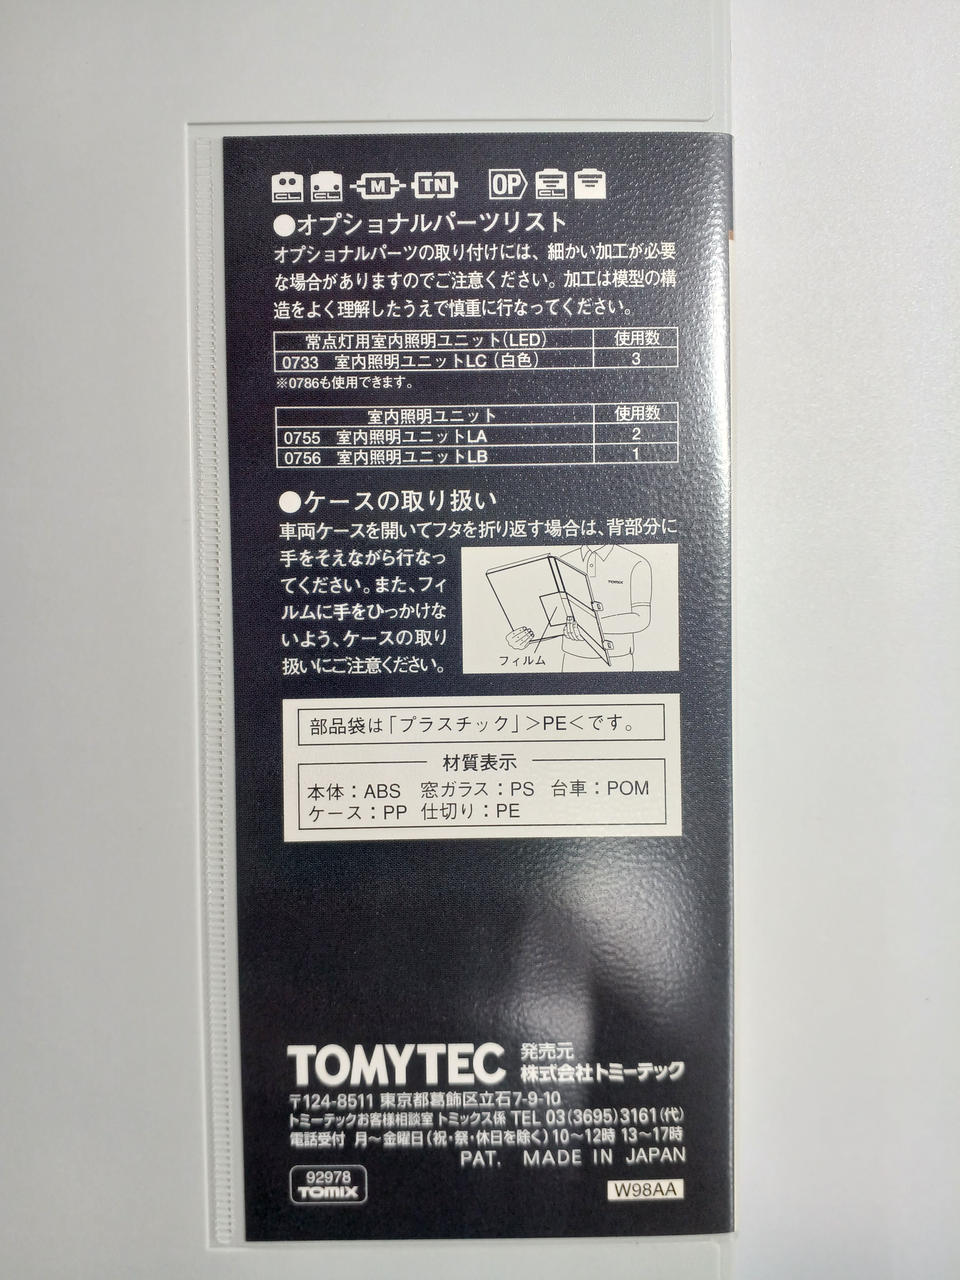 CL CL M TN OP CL
●オプショナルパーツリスト
オプショナルパーツの取り付けには、細かい加工が必要
な場合がありますのでご注意ください。加工は模型の構
造をよく理解したうえで慎重に行なってください。
常点灯用室内照明ユニット(LED) 使用数
0733 室内照明ユニットLC(白色) 3
※0786も使用できます。
室内照明ユニット 使用数
0755 室内照明ユニットLA 2
0756 室内照明ユニットLB 1
●ケースの取り扱い
車両ケースを開いてフタを折り返す場合は、背部分に
手をそえながら行なっ
てください。また、フィ
ルムに手をひっかけな
いよう、ケースの取り
扱いにご注意ください。
TOMIX
フィルム
部品袋は「プラスチック」>PE<です。
材質表示
本体:ABS 窓ガラス:PS 台車:POM
ケース:PP 仕切り:PE
TOMYTEC 発売元
株式会社トミーテック
〒124-8511 東京都葛飾区立石7-9-10
トミーテックお客様相談室 トミックス係 TEL 03(3695)3161(代)
電話受付 月〜金曜日(祝・祭・休日を除く)10〜12時 13〜17時
PAT. MADE IN JAPAN
92978
TOMIX
W98AA